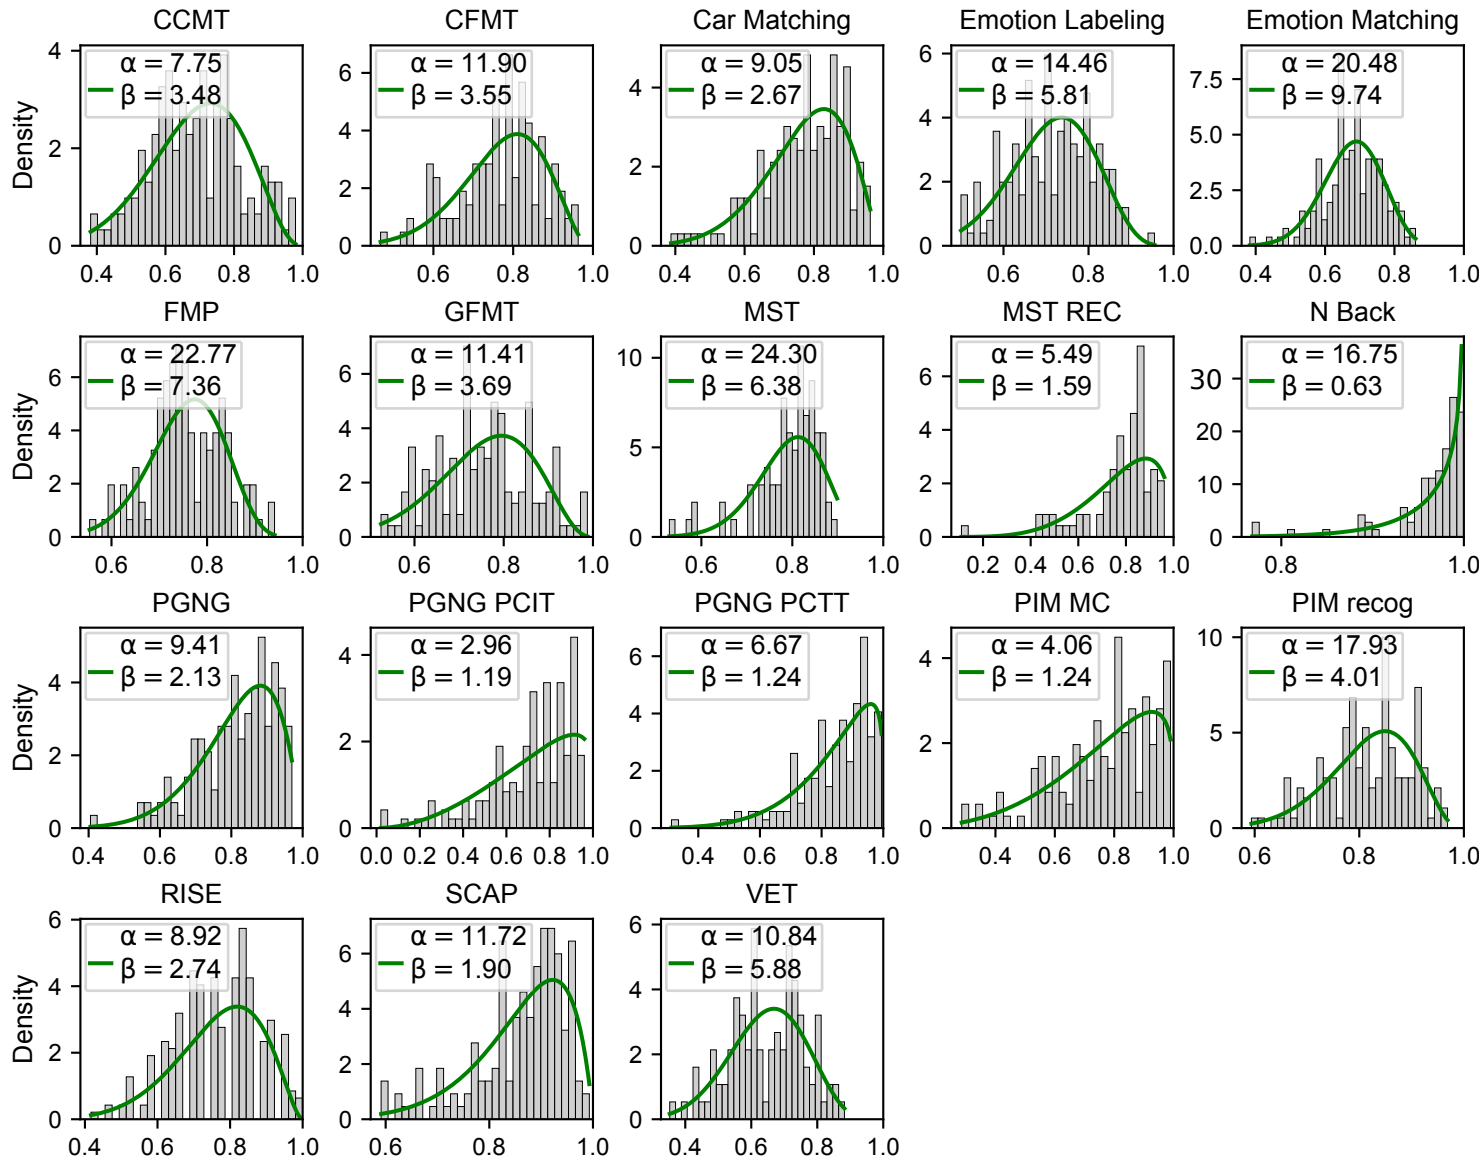 CCMT
CFMT
Car Matching
Emotion Labeling
Emotion Matching
Density
4
2
0
α = 7.75
β = 3.48
0.4 0.6 0.8 1.0
6
4
2
0
α = 11.90
β = 3.55
0.6 0.8 1.0
4
2
0
α = 9.05
β = 2.67
0.4 0.6 0.8 1.0
6
4
2
0
α = 14.46
β = 5.81
0.6 0.8 1.0
7.5
5.0
2.5
0.0
α = 20.48
β = 9.74
0.4 0.6 0.8 1.0
FMP
GFMT
MST
MST REC
N Back
Density
6
4
2
0
α = 22.77
β = 7.36
0.6 0.8 1.0
6
4
2
0
α = 11.41
β = 3.69
0.6 0.8 1.0
10
5
0
α = 24.30
β = 6.38
0.6 0.8 1.0
6
4
2
0
α = 5.49
β = 1.59
0.2 0.4 0.6 0.8 1.0
30
20
10
0
α = 16.75
β = 0.63
0.8 1.0
PGNG
PGNG PCIT
PGNG PCTT
PIM MC
PIM recog
Density
4
2
0
α = 9.41
β = 2.13
0.4 0.6 0.8 1.0
4
2
0
α = 2.96
β = 1.19
0.0 0.2 0.4 0.6 0.8 1.0
6
4
2
0
α = 6.67
β = 1.24
0.4 0.6 0.8 1.0
4
2
0
α = 4.06
β = 1.24
0.4 0.6 0.8 1.0
10
5
0
α = 17.93
β = 4.01
0.6 0.8 1.0
RISE
SCAP
VET
Density
6
4
2
0
α = 8.92
β = 2.74
0.4 0.6 0.8 1.0
6
4
2
0
α = 11.72
β = 1.90
0.6 0.8 1.0
6
4
2
0
α = 10.84
β = 5.88
0.4 0.6 0.8 1.0